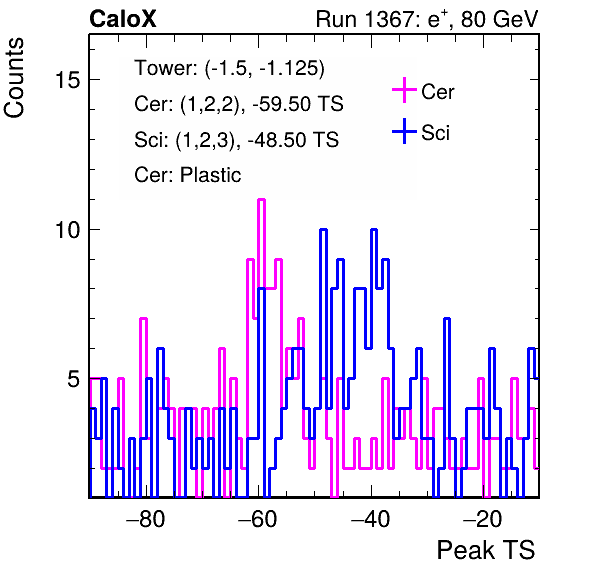 CaloX Run 1367: e⁺, 80 GeV
Counts
Tower: (-1.5, -1.125)
Cer: (1,2,2), -59.50 TS
Sci: (1,2,3), -48.50 TS
Cer: Plastic
Cer
Sci
15
10
5
−80 −60 −40 −20
Peak TS